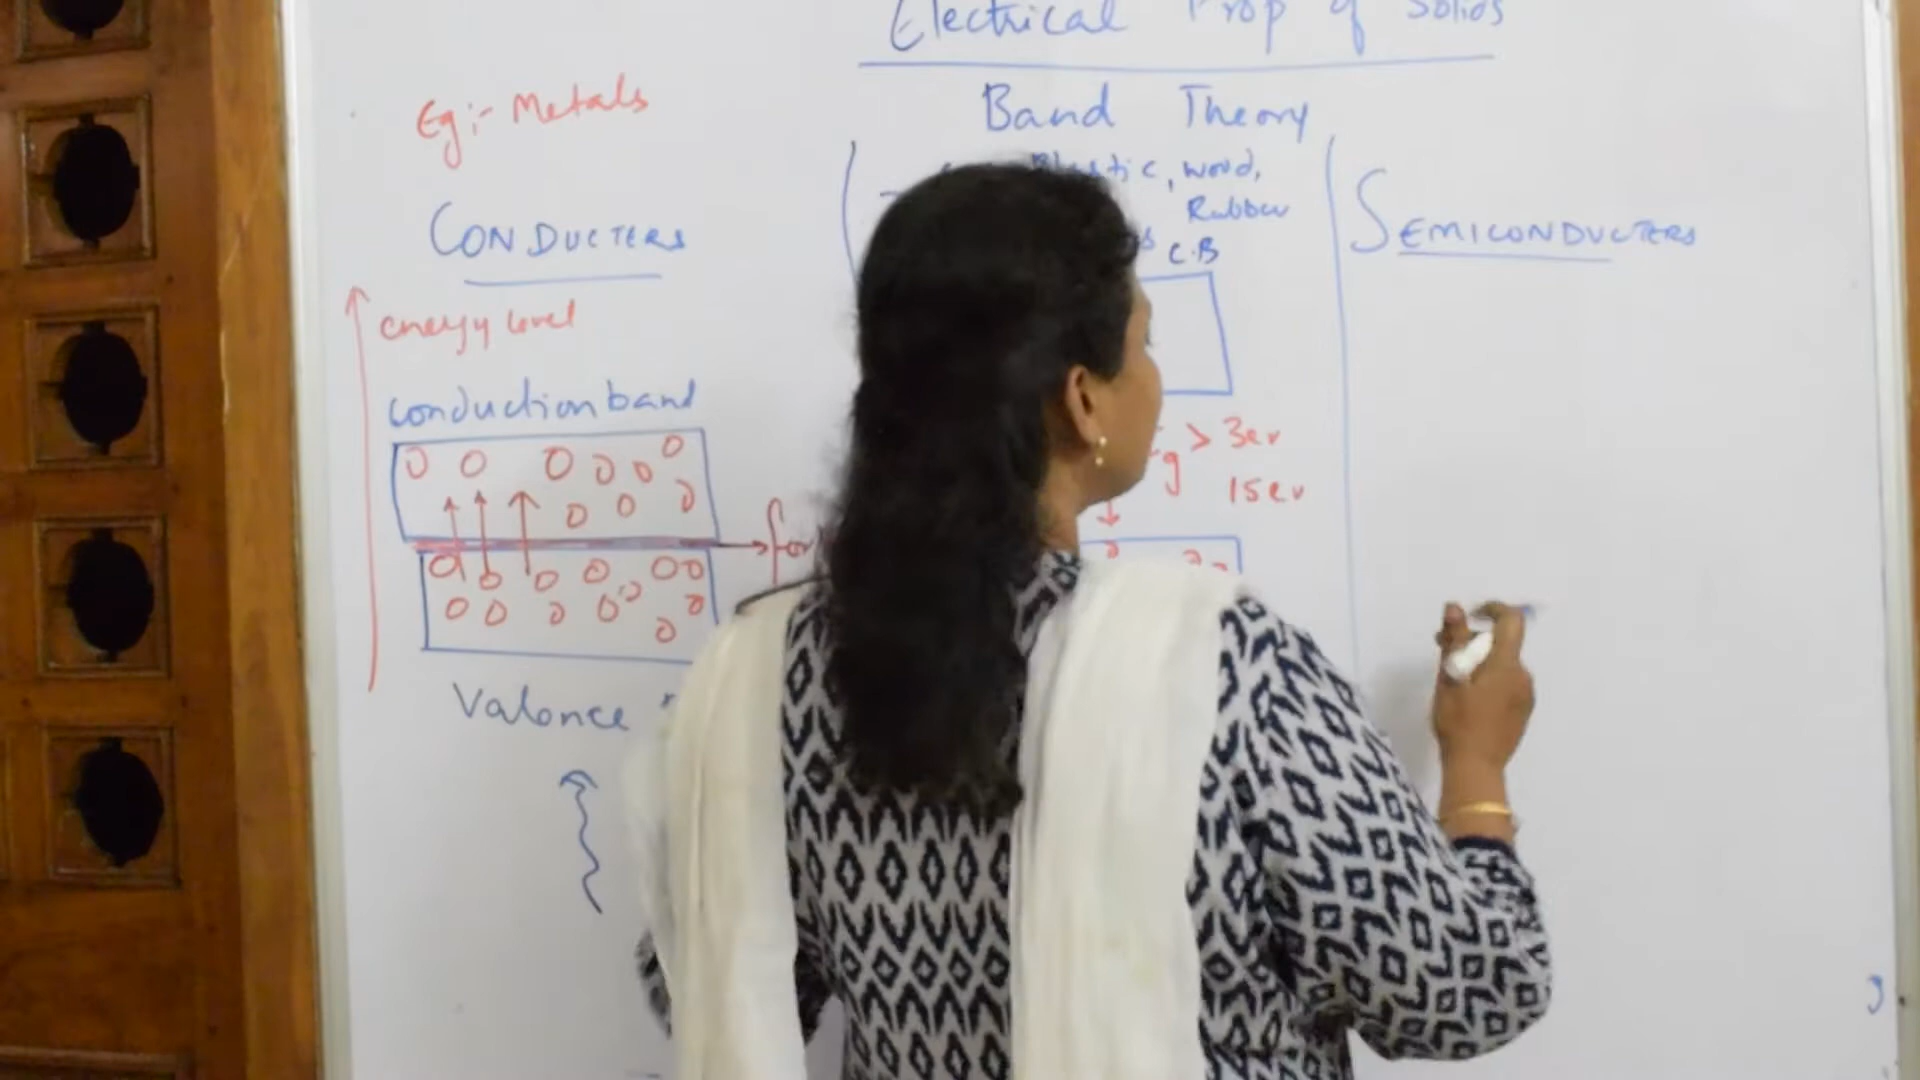 Electrical Prop of Solids
Band Theory
Eg:- Metals
CONDUCTERS
energy level
conduction band
Valence
wood,
Rubber
C.B
g > 3ev
15ev
SEMICONDUCTERS